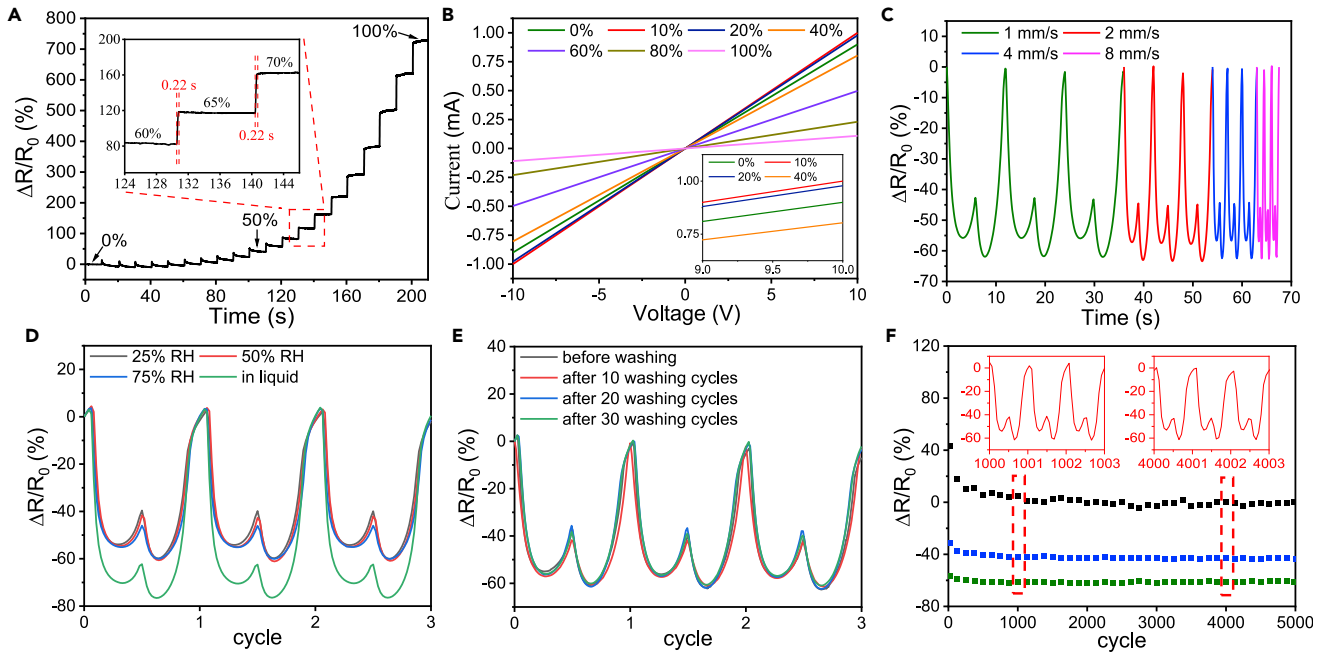 A
ΔR/R0 (%)
800
700
600
500
400
300
200
100
0
0 20 40 60 80 100 120 140 160 180 200
Time (s)
0%
50%
100%
200
160
120
80
124 128 132 136 140 144
60%
65%
70%
0.22 s
0.22 s
B
Current (mA)
1.00
0.75
0.50
0.25
0.00
-0.25
-0.50
-0.75
-1.00
-10 -5 0 5 10
Voltage (V)
0% 10% 20% 40%
60% 80% 100%
0% 10%
20% 40%
1.00
0.75
9.0 9.5 10.0
C
ΔR/R0 (%)
10
0
-10
-20
-30
-40
-50
-60
-70
0 10 20 30 40 50 60 70
Time (s)
1 mm/s 2 mm/s
4 mm/s 8 mm/s
D
ΔR/R0 (%)
20
0
-20
-40
-60
-80
0 1 2 3
cycle
25% RH 50% RH
75% RH in liquid
E
ΔR/R0 (%)
40
20
0
-20
-40
-60
-80
0 1 2 3
cycle
before washing
after 10 washing cycles
after 20 washing cycles
after 30 washing cycles
F
ΔR/R0 (%)
120
80
40
0
-40
-80
0 1000 2000 3000 4000 5000
cycle
0
-20
-40
-60
1000 1001 1002 1003
0
-20
-40
-60
4000 4001 4002 4003